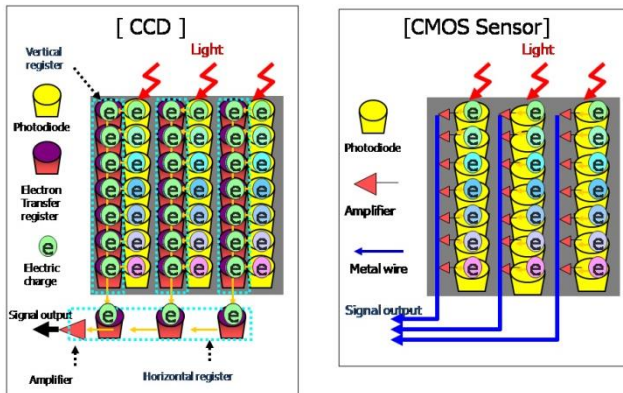 [ CCD ]
Vertical
register
Light
Photodiode
Electron
Transfer
register
Electric
charge
Signal output
Amplifier
Horizontal register
e e e e e e
e e e e e e
e e e e e e
e e e e e e
e e e e e e
e e e e e e
e e e e e e
e e e
e
[CMOS Sensor]
Light
Photodiode
Amplifier
Metal wire
Signal output
e e e
e e e
e e e
e e e
e e e
e e e
e e e